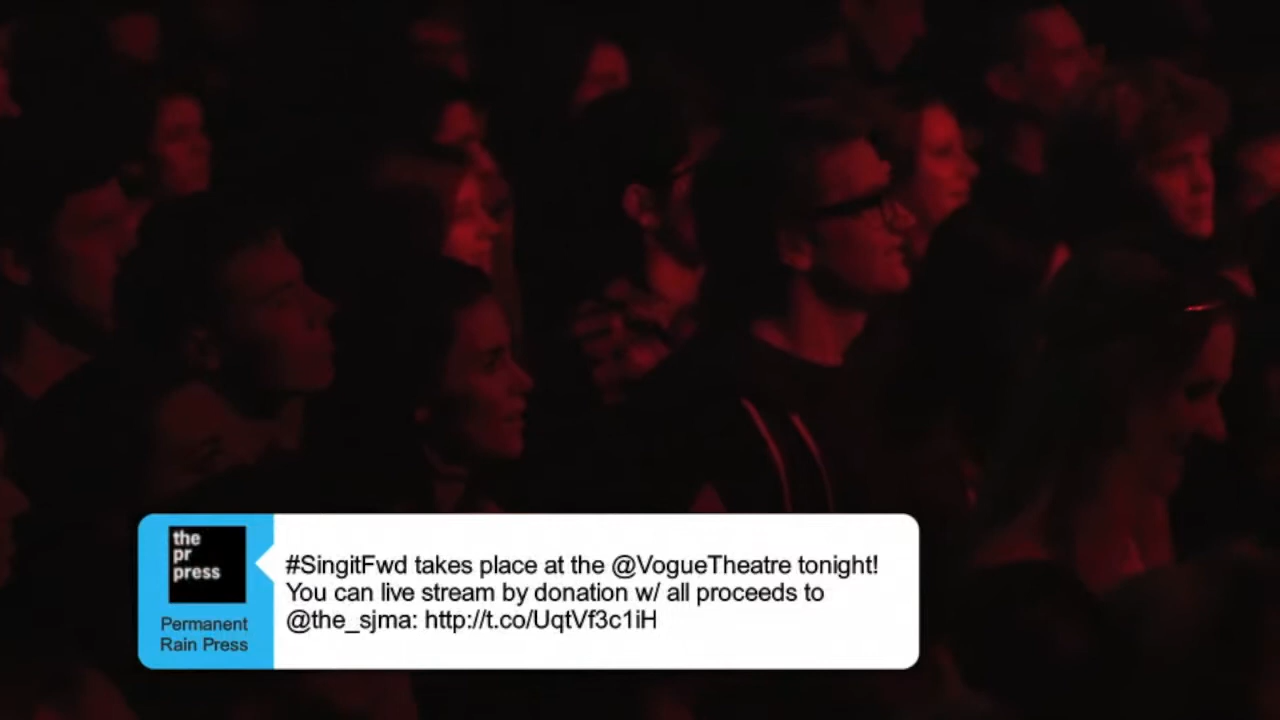 the
pr
press
Permanent
Rain Press
#SingitFwd takes place at the @VogueTheatre tonight!
You can live stream by donation w/ all proceeds to
@the_sjma: http://t.co/UqtVf3c1iH